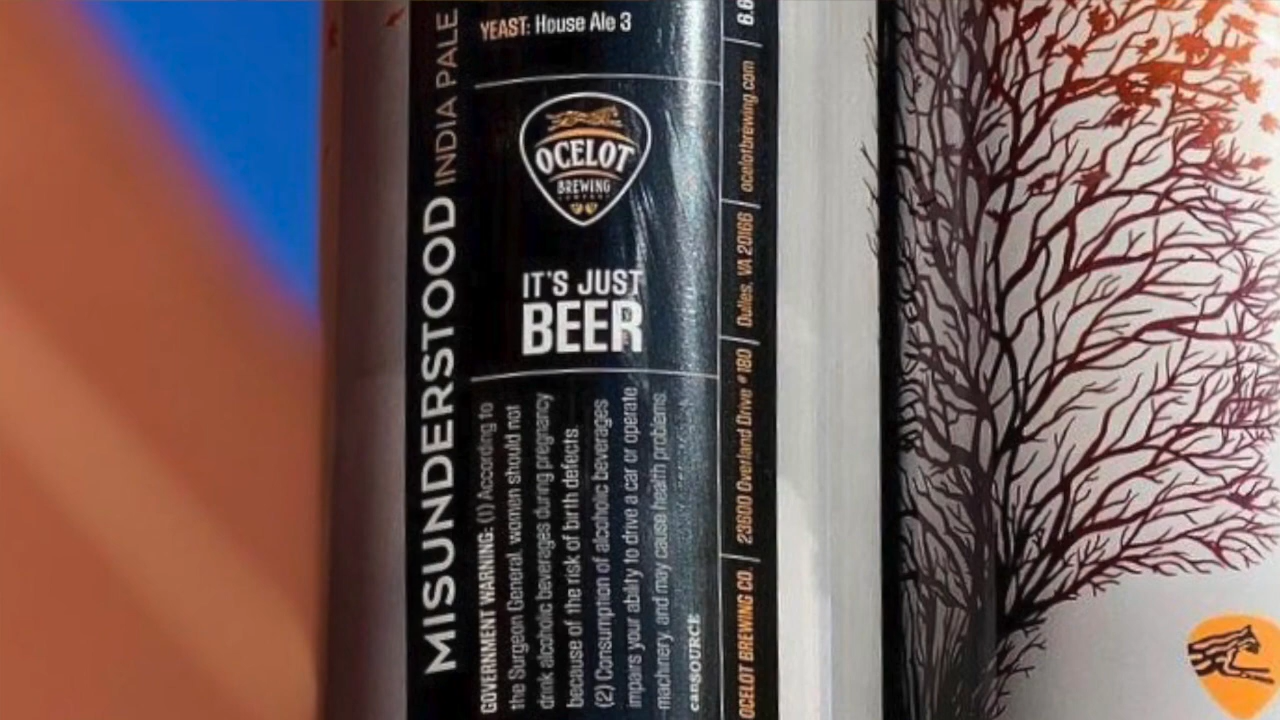 MISUNDERSTOOD INDIA PALE
YEAST: House Ale 3
OCELOT
BREWING
COMPANY
IT'S JUST
BEER
GOVERNMENT WARNING: (1) According to
the Surgeon General, women should not
drink alcoholic beverages during pregnancy
because of the risk of birth defects.
(2) Consumption of alcoholic beverages
impairs your ability to drive a car or operate
machinery, and may cause health problems.
canSOURCE
OCELOT BREWING CO.
23600 Overland Drive #180
Dulles, VA 20166
ocelotbrewing.com
6.6